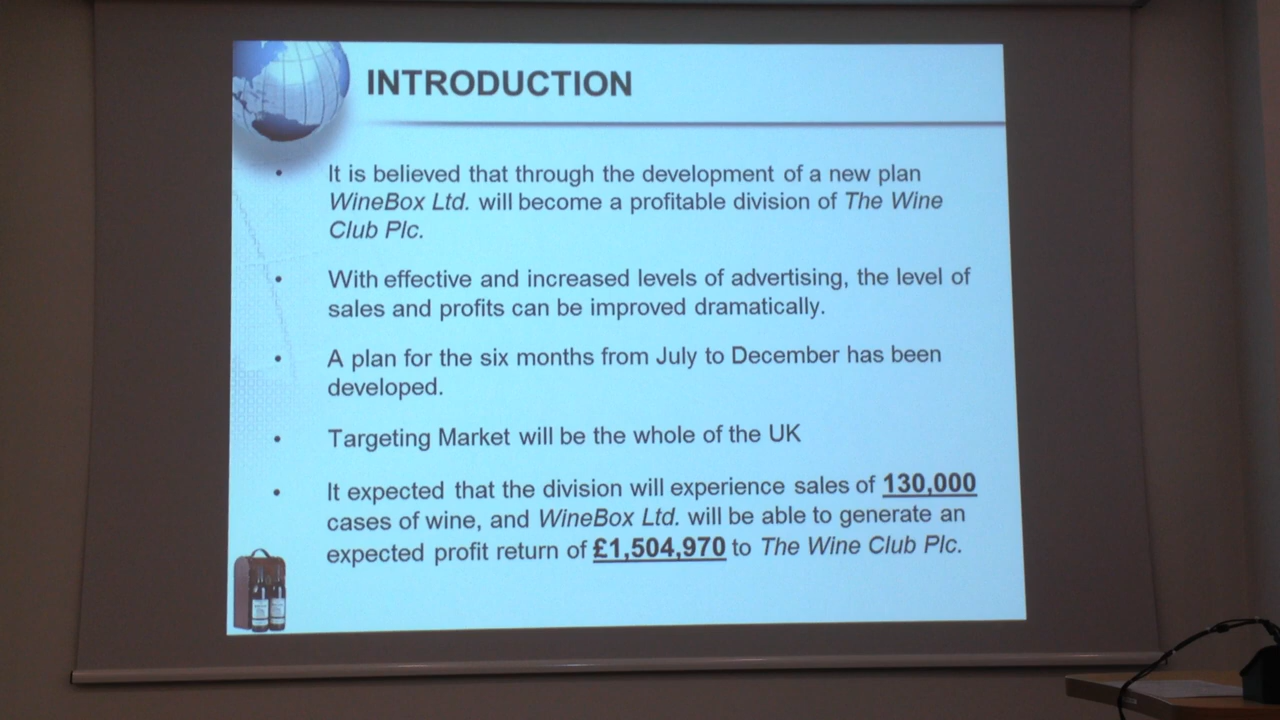 INTRODUCTION
• It is believed that through the development of a new plan
WineBox Ltd. will become a profitable division of The Wine
Club Plc.
• With effective and increased levels of advertising, the level of
sales and profits can be improved dramatically.
• A plan for the six months from July to December has been
developed.
• Targeting Market will be the whole of the UK
• It expected that the division will experience sales of 130,000
cases of wine, and WineBox Ltd. will be able to generate an
expected profit return of £1,504,970 to The Wine Club Plc.